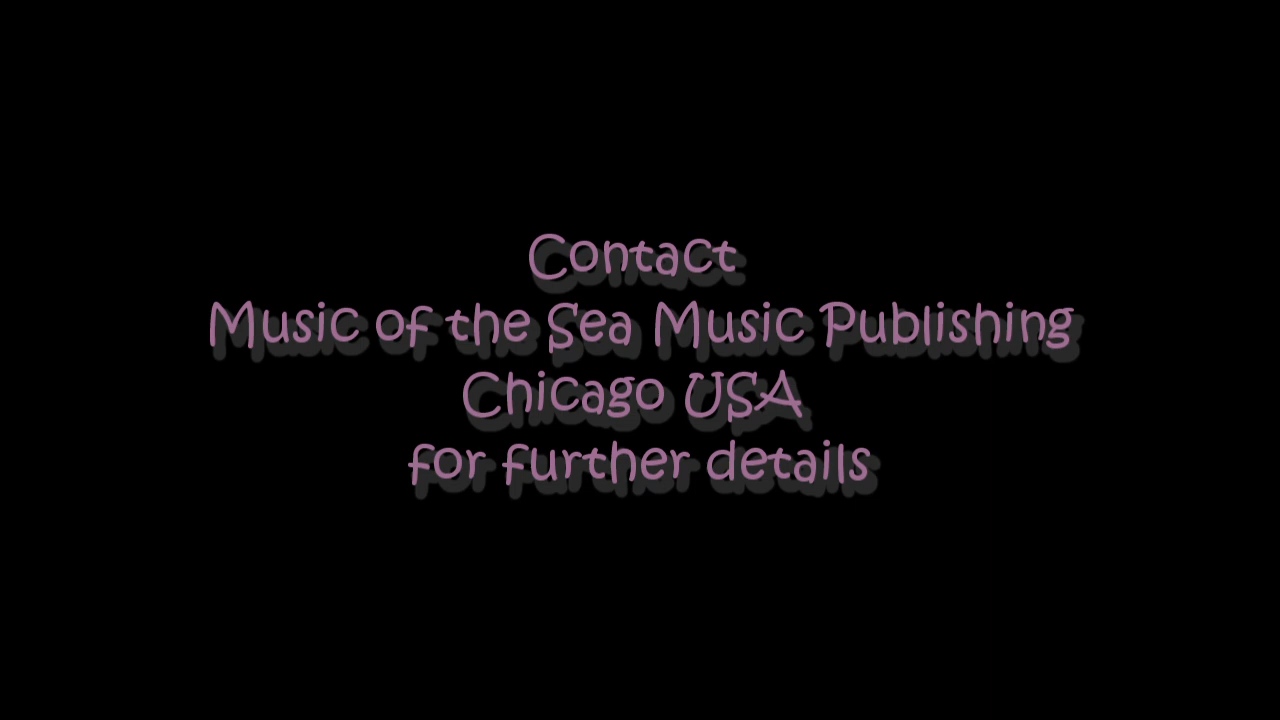 Contact
Music of the Sea Music Publishing
Chicago USA
for further details